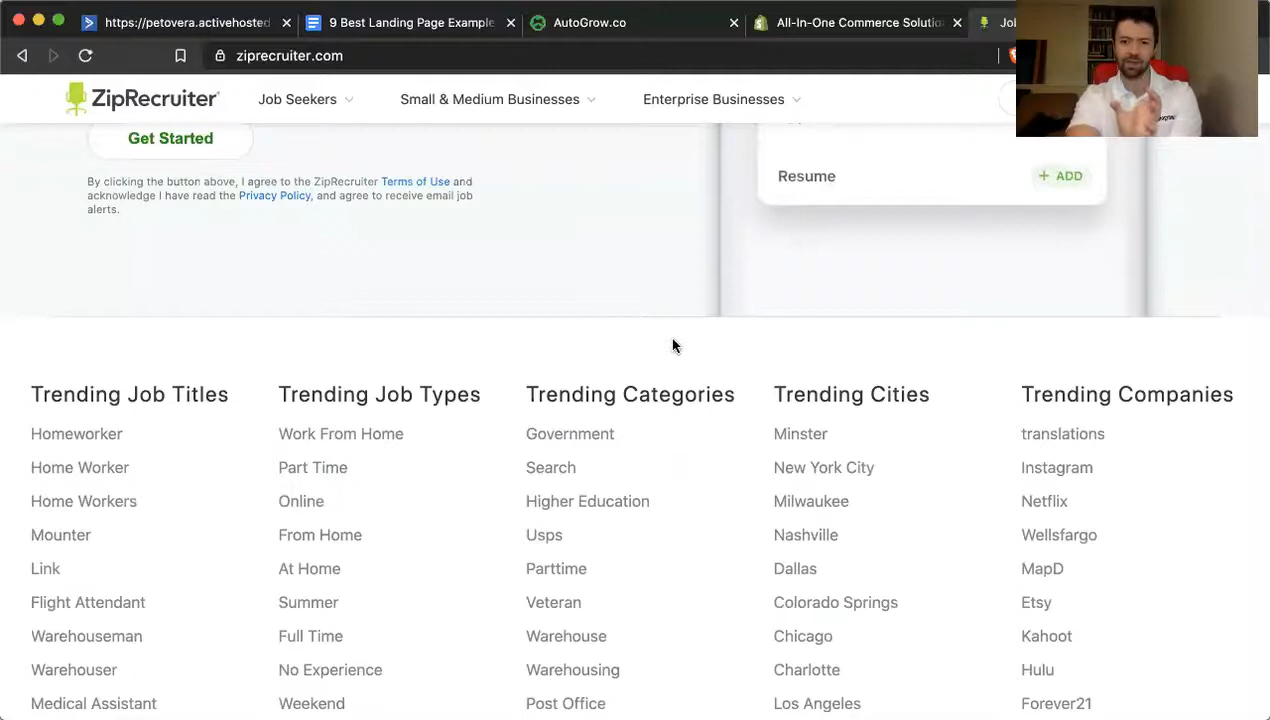 https://petovera.activehosted
9 Best Landing Page Example
AutoGrow.co
All-In-One Commerce Solutio
ziprecruiter.com
ZipRecruiter
Job Seekers
Small & Medium Businesses
Enterprise Businesses
Get Started
By clicking the button above, I agree to the ZipRecruiter Terms of Use and
acknowledge I have read the Privacy Policy, and agree to receive email job
alerts.
Resume
+ ADD
Trending Job Titles
Homeworker
Home Worker
Home Workers
Mounter
Link
Flight Attendant
Warehouseman
Warehouser
Medical Assistant
Trending Job Types
Work From Home
Part Time
Online
From Home
At Home
Summer
Full Time
No Experience
Weekend
Trending Categories
Government
Search
Higher Education
Usps
Parttime
Veteran
Warehouse
Warehousing
Post Office
Trending Cities
Minster
New York City
Milwaukee
Nashville
Dallas
Colorado Springs
Chicago
Charlotte
Los Angeles
Trending Companies
translations
Instagram
Netflix
Wellsfargo
MapD
Etsy
Kahoot
Hulu
Forever21